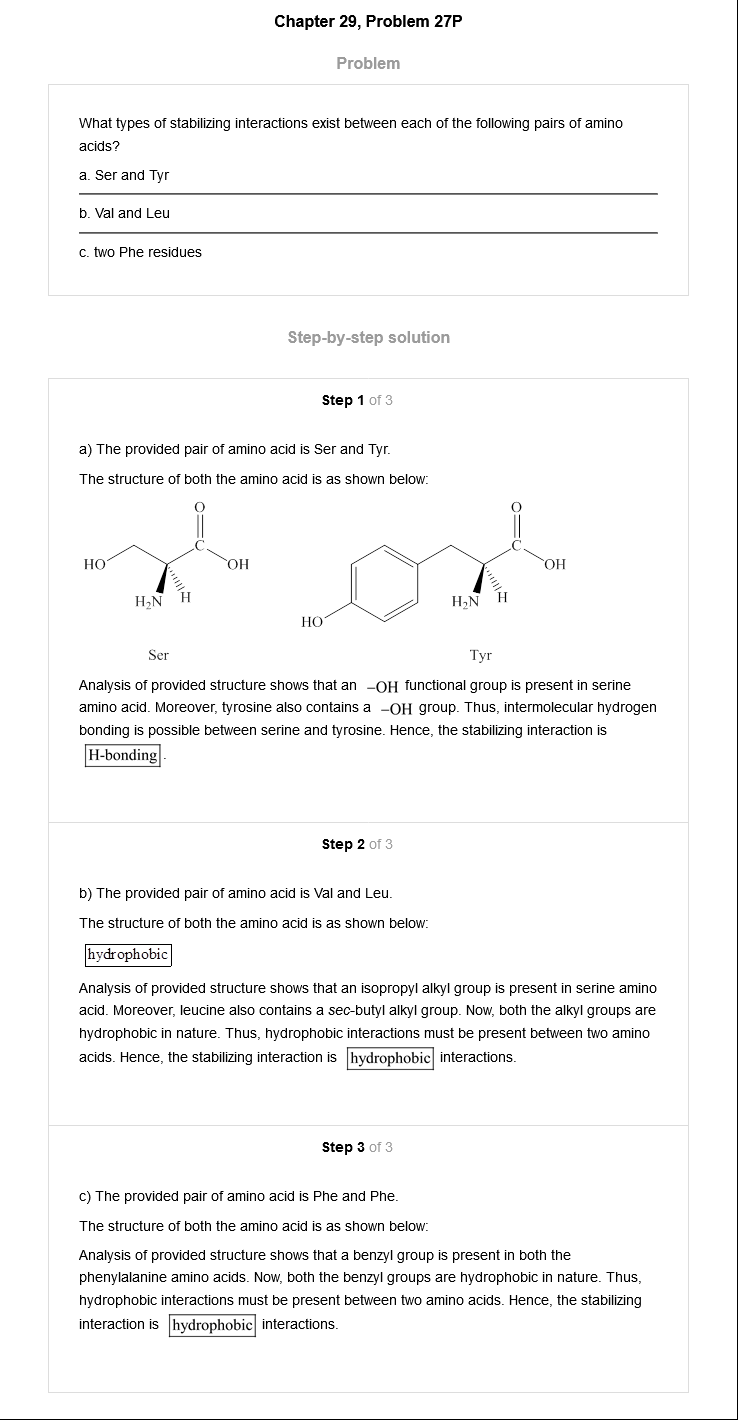 Chapter 29, Problem 27P
Problem
What types of stabilizing interactions exist between each of the following pairs of amino
acids?
a. Ser and Tyr
b. Val and Leu
c. two Phe residues
Step-by-step solution
Step 1 of 3
a) The provided pair of amino acid is Ser and Tyr.
The structure of both the amino acid is as shown below:
O
C
HO
OH
H₂N
H
Ser
O
C
OH
H₂N
H
HO
Tyr
Analysis of provided structure shows that an –OH functional group is present in serine
amino acid. Moreover, tyrosine also contains a –OH group. Thus, intermolecular hydrogen
bonding is possible between serine and tyrosine. Hence, the stabilizing interaction is
H-bonding.
Step 2 of 3
b) The provided pair of amino acid is Val and Leu.
The structure of both the amino acid is as shown below:
hydrophobic
Analysis of provided structure shows that an isopropyl alkyl group is present in serine amino
acid. Moreover, leucine also contains a sec-butyl alkyl group. Now, both the alkyl groups are
hydrophobic in nature. Thus, hydrophobic interactions must be present between two amino
acids. Hence, the stabilizing interaction is hydrophobic interactions.
Step 3 of 3
c) The provided pair of amino acid is Phe and Phe.
The structure of both the amino acid is as shown below:
Analysis of provided structure shows that a benzyl group is present in both the
phenylalanine amino acids. Now, both the benzyl groups are hydrophobic in nature. Thus,
hydrophobic interactions must be present between two amino acids. Hence, the stabilizing
interaction is hydrophobic interactions.